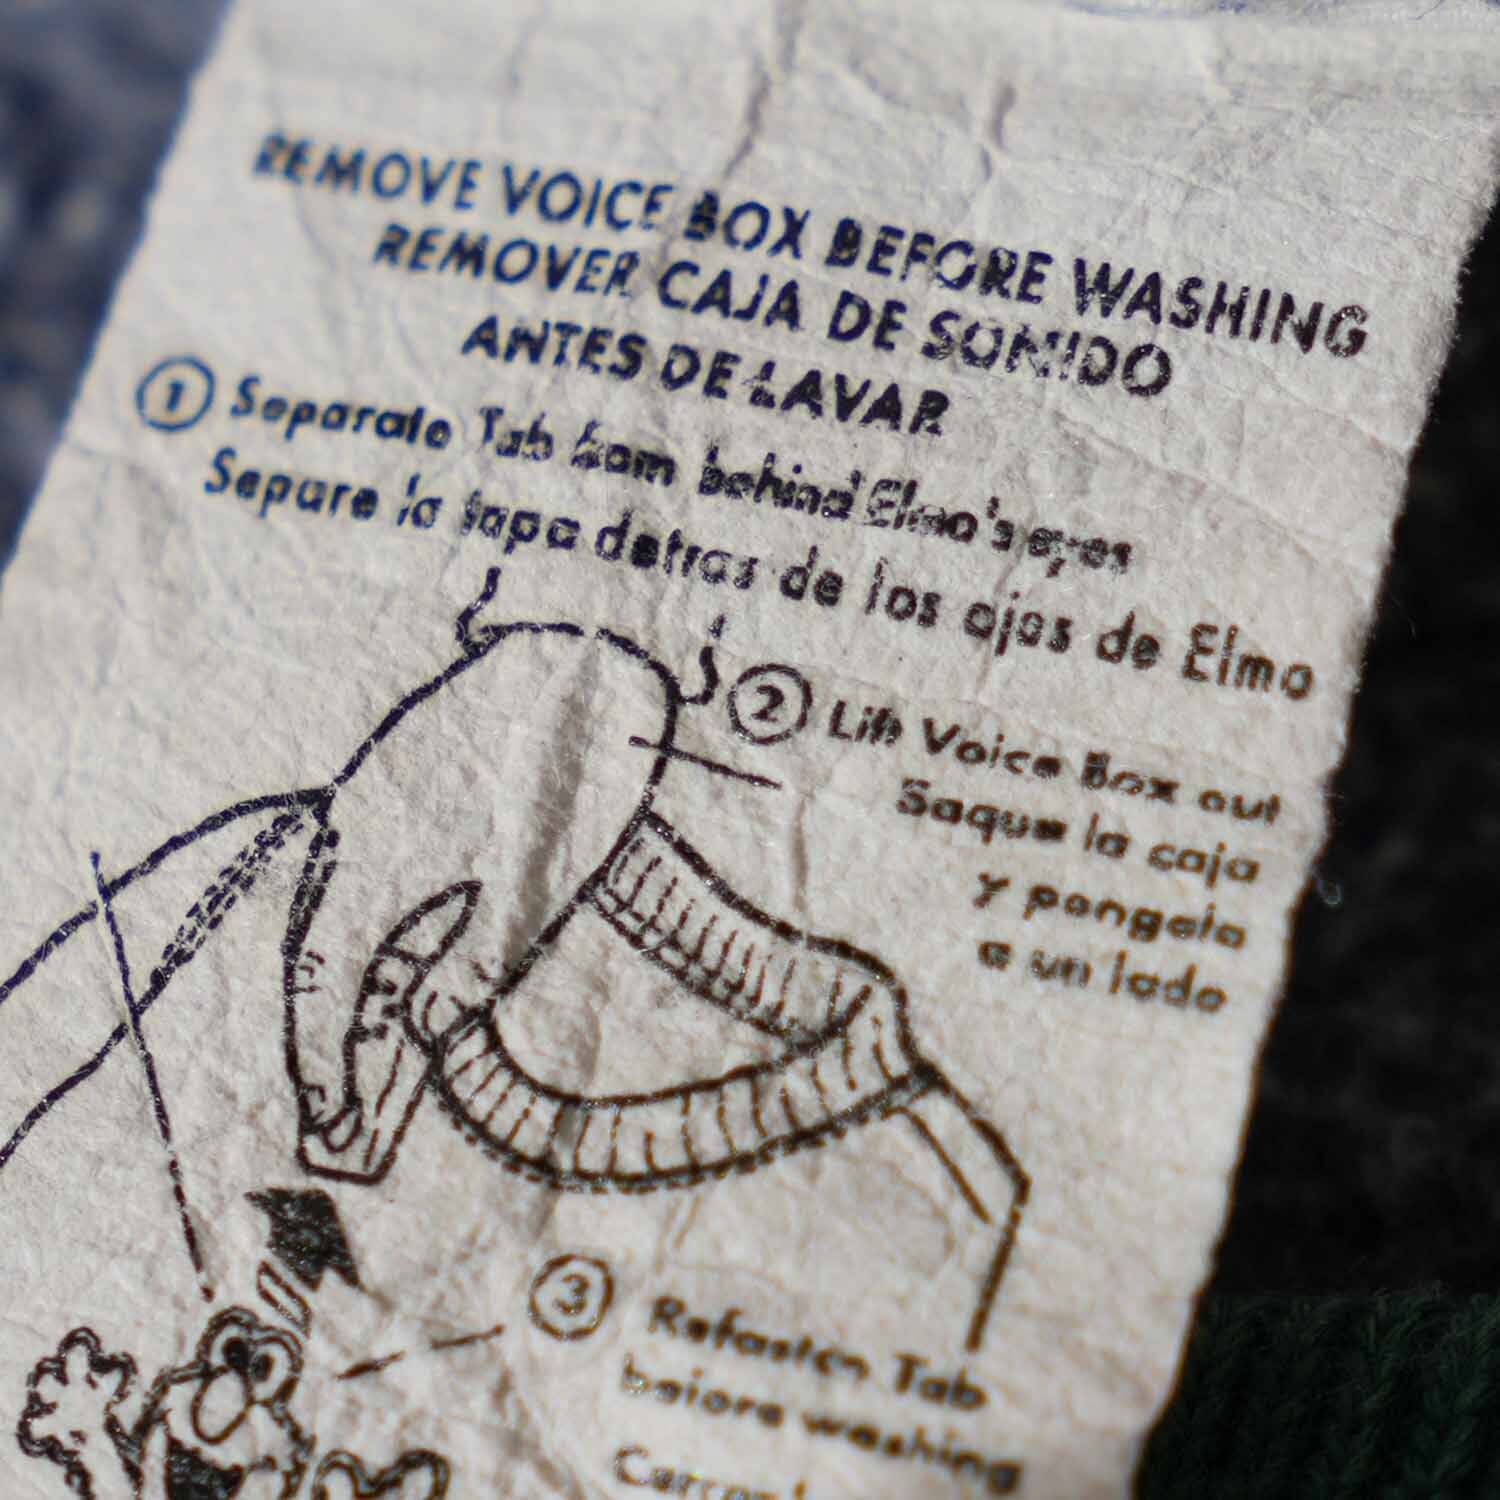 REMOVE VOICE BOX BEFORE WASHING
REMOVER CAJA DE SONIDO
ANTES DE LAVAR
1 Separate Tab from behind Elmo's eyes
Separe la tapa detras de los ojos de Elmo
2 Lift Voice Box out
Saque la caja
y pongala
a un lado
3 Refasten Tab
before washing